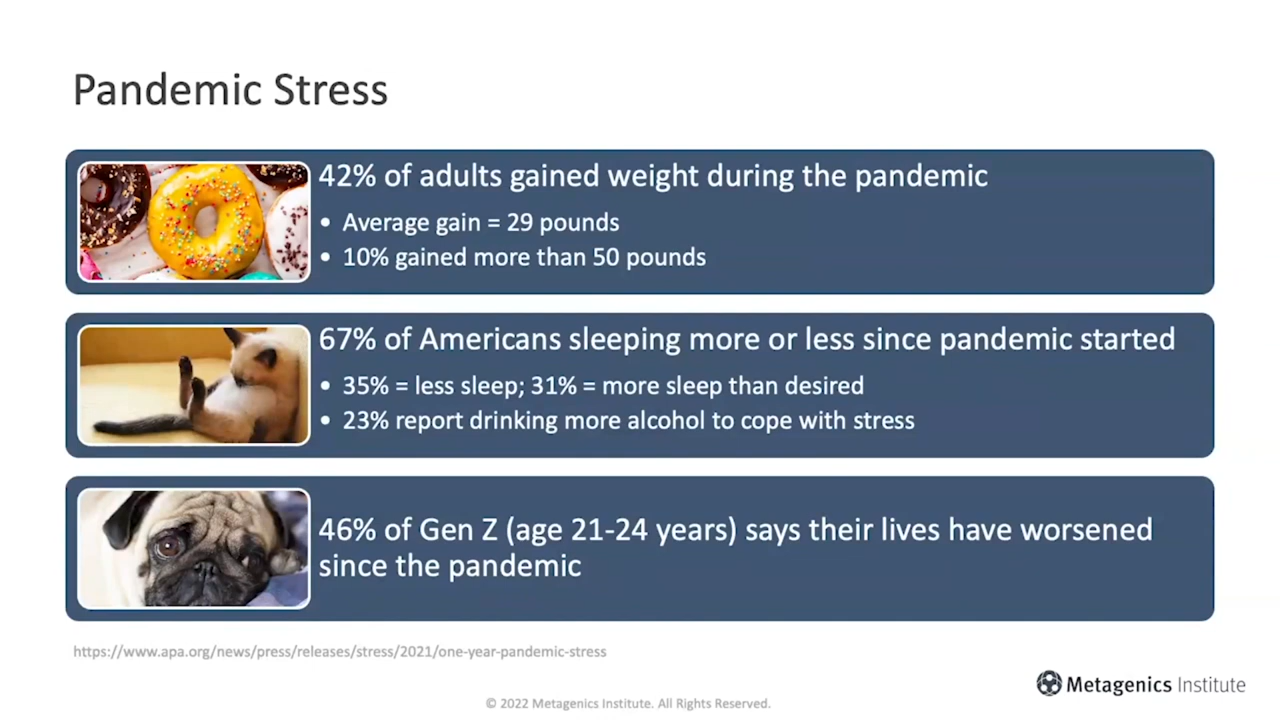 Pandemic Stress
42% of adults gained weight during the pandemic
• Average gain = 29 pounds
• 10% gained more than 50 pounds
67% of Americans sleeping more or less since pandemic started
• 35% = less sleep; 31% = more sleep than desired
• 23% report drinking more alcohol to cope with stress
46% of Gen Z (age 21-24 years) says their lives have worsened
since the pandemic
https://www.apa.org/news/press/releases/stress/2021/one-year-pandemic-stress
Metagenics Institute
© 2022 Metagenics Institute. All Rights Reserved.